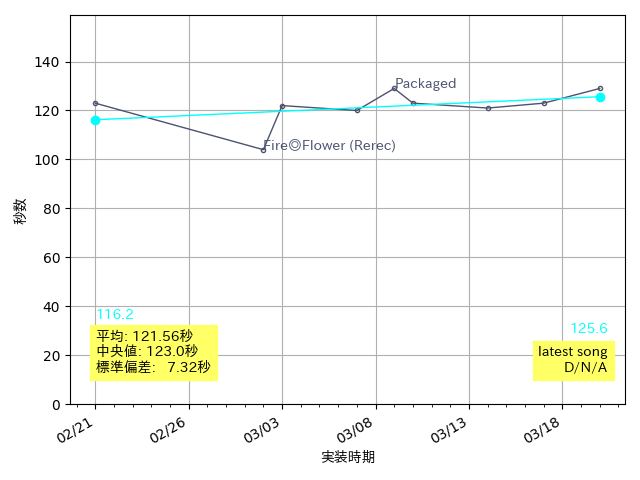 140
120
100
80
60
40
20
0
秒数
Packaged
Fire◎Flower (Rerec)
116.2
125.6
平均: 121.56秒
中央値: 123.0秒
標準偏差: 7.32秒
latest song
D/N/A
02/21
02/26
03/03
03/08
03/13
03/18
実装時期